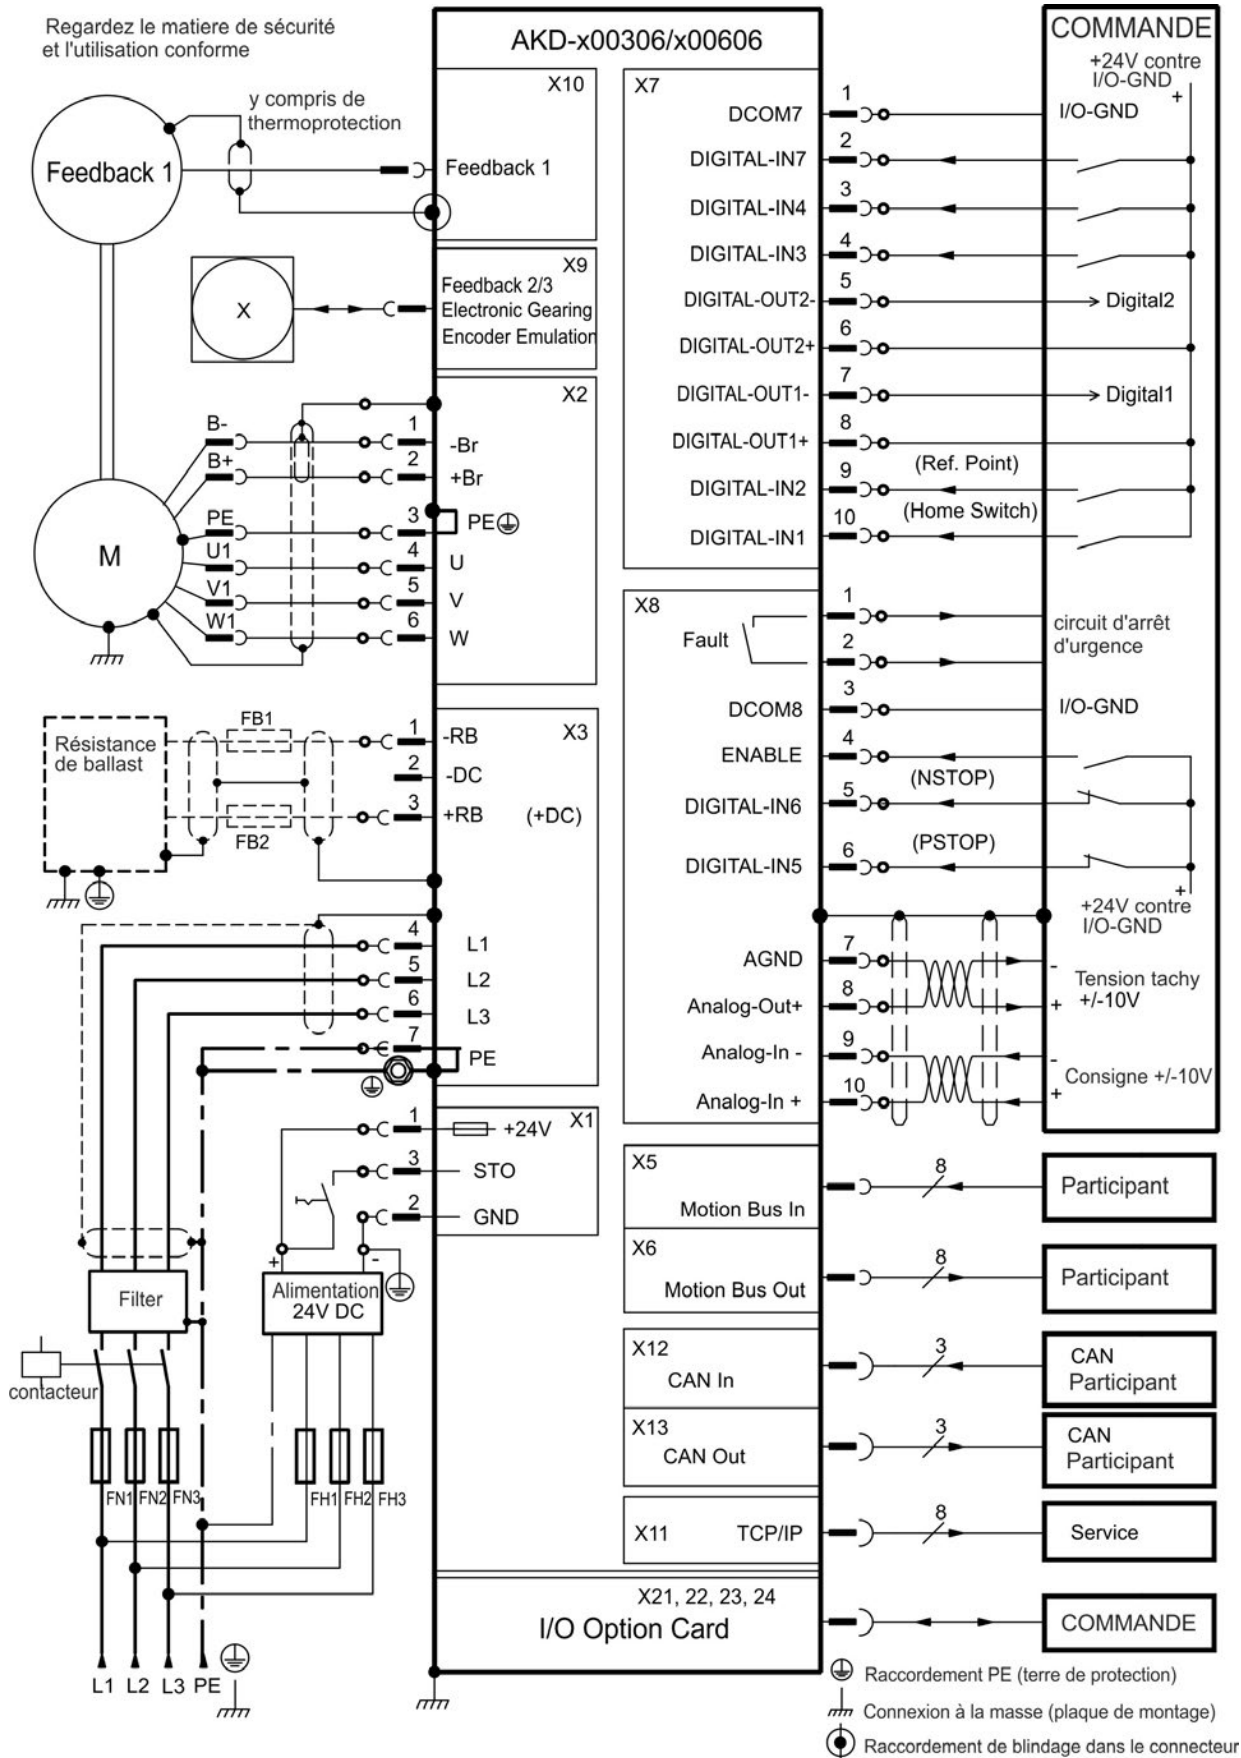 Regardez le matiere de sécurité
et l'utilisation conforme
AKD-x00306/x00606
COMMANDE
+24V contre
I/O-GND
+
y compris de
thermoprotection
Feedback 1
X10
Feedback 1
X
X9
Feedback 2/3
Electronic Gearing
Encoder Emulation
X2
B-
1
-Br
B+
2
+Br
PE
3
PE
U1
4
U
V1
5
V
W1
6
W
M
X3
Résistance
de ballast
FB1
1
-RB
2
-DC
FB2
3
+RB
(+DC)
4
L1
5
L2
6
L3
7
PE
X1
1
+24V
3
STO
2
GND
+
-
Alimentation
24V DC
Filter
contacteur
FN1
FN2
FN3
FH1
FH2
FH3
L1
L2
L3
PE
X7
DCOM7
1
I/O-GND
DIGITAL-IN7
2
DIGITAL-IN4
3
DIGITAL-IN3
4
DIGITAL-OUT2-
5
Digital2
DIGITAL-OUT2+
6
DIGITAL-OUT1-
7
Digital1
DIGITAL-OUT1+
8
(Ref. Point)
DIGITAL-IN2
9
(Home Switch)
DIGITAL-IN1
10
X8
Fault
1
2
circuit d'arrêt
d'urgence
DCOM8
3
I/O-GND
ENABLE
4
(NSTOP)
DIGITAL-IN6
5
(PSTOP)
DIGITAL-IN5
6
+
+24V contre
I/O-GND
AGND
7
-
Tension tachy
+/-10V
Analog-Out+
8
+
Analog-In -
9
-
Consigne +/-10V
Analog-In +
10
+
X5
Motion Bus In
8
Participant
X6
Motion Bus Out
8
Participant
X12
CAN In
3
CAN
Participant
X13
CAN Out
3
CAN
Participant
X11
TCP/IP
8
Service
X21, 22, 23, 24
I/O Option Card
COMMANDE
Raccordement PE (terre de protection)
Connexion à la masse (plaque de montage)
Raccordement de blindage dans le connecteur